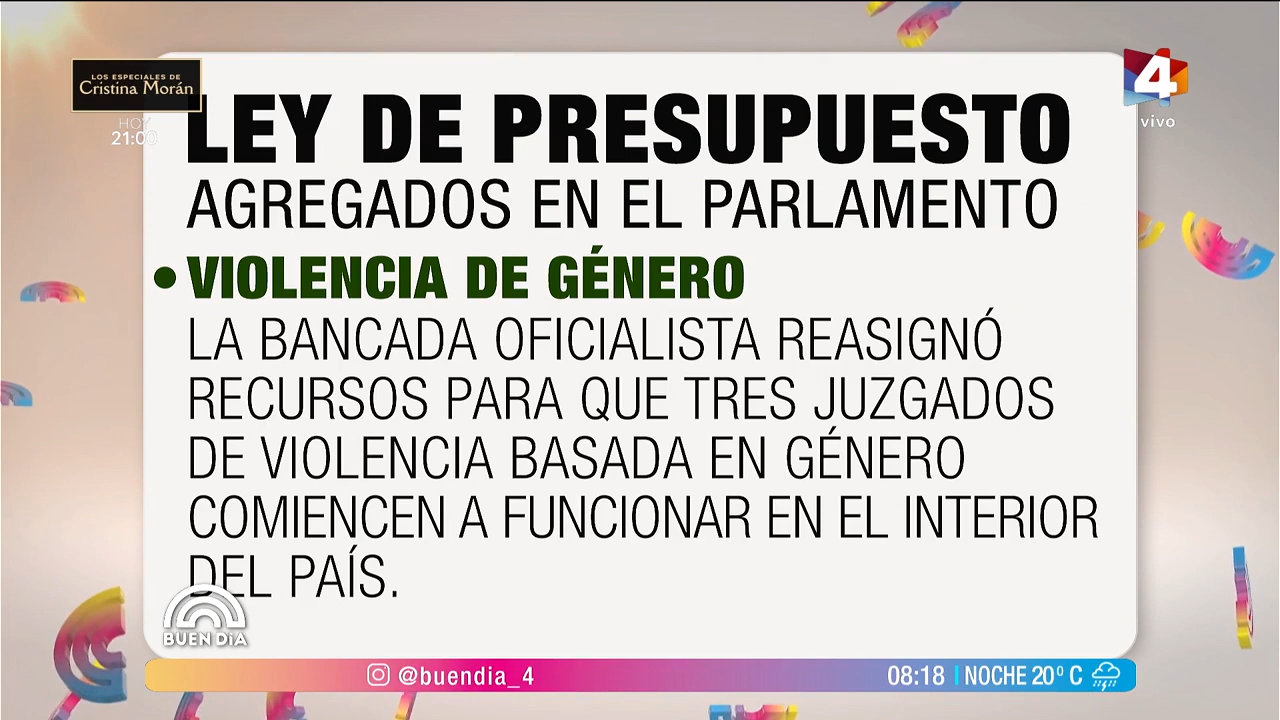 LOS ESPECIALES DE
Cristina Morán
HOY
21:00
4
vivo
LEY DE PRESUPUESTO
AGREGADOS EN EL PARLAMENTO
• VIOLENCIA DE GÉNERO
LA BANCADA OFICIALISTA REASIGNÓ
RECURSOS PARA QUE TRES JUZGADOS
DE VIOLENCIA BASADA EN GÉNERO
COMIENCEN A FUNCIONAR EN EL INTERIOR
DEL PAÍS.
BUEN DÍA
@buendia_4
08:18 | NOCHE 20º C